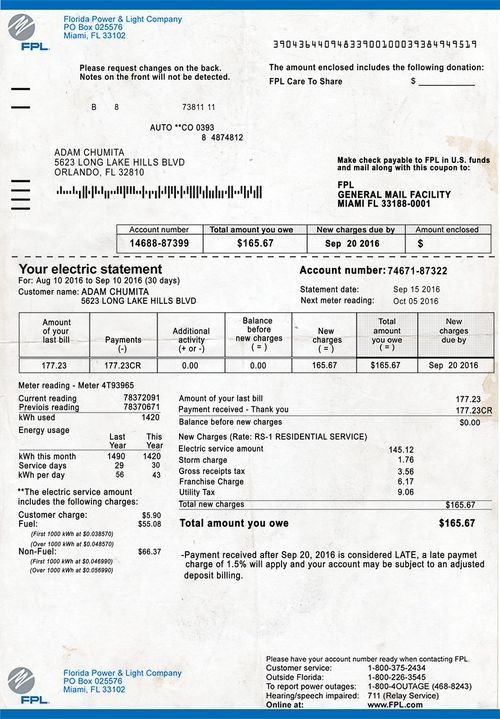 Florida Power & Light Company
PO Box 025576
Miami, FL 33102
FPL.
3904364409483390010003938494 9519
Please request changes on the back.
Notes on the front will not be detected.
The amount enclosed includes the following donation:
FPL Care To Share $
B 8 73811 11
AUTO **CO 0393
8 4874812
ADAM CHUMITA
5623 LONG LAKE HILLS BLVD
ORLANDO, FL 32810
Make check payable to FPL in U.S. funds
and mail along with this coupon to:
FPL
GENERAL MAIL FACILITY
MIAMI FL 33188-0001
Account number Total amount you owe New charges due by Amount enclosed
14688-87399 $165.67 Sep 20 2016 $
Your electric statement
For: Aug 10 2016 to Sep 10 2016 (30 days)
Customer name: ADAM CHUMITA
5623 LONG LAKE HILLS BLVD
Account number: 74671-87322
Statement date: Sep 15 2016
Next meter reading: Oct 05 2016
Amount of your last bill
Payments (-)
Additional activity (+ or -)
Balance before new charges (=)
New charges (=)
Total amount you owe (=)
New charges due by
177.23 177.23CR 0.00 0.00 165.67 $165.67 Sep 20 2016
Meter reading - Meter 4T93965
Current reading 78372091
Previois reading 78370671
kWh used 1420
Energy usage
Last Year This Year
kWh this month 1490 1420
Service days 29 30
kWh per day 56 43
**The electric service amount
includes the following charges:
Customer charge: $5.90
Fuel: $55.08
(First 1000 kWh at $0.038570)
(Over 1000 kWh at $0.048570)
Non-Fuel: $66.37
(First 1000 kWh at $0.046990)
(Over 1000 kWh at $0.056990)
Amount of your last bill 177.23
Payment received - Thank you 177.23CR
Balance before new charges $0.00
New Charges (Rate: RS-1 RESIDENTIAL SERVICE)
Electric service amount 145.12
Storm charge 1.76
Gross receipts tax 3.56
Franchise Charge 6.17
Utility Tax 9.06
Total new charges $165.67
Total amount you owe $165.67
-Payment received after Sep 20, 2016 is considered LATE, a late paymet
charge of 1.5% will apply and your account may be subject to an adjusted
deposit billing.
Florida Power & Light Company
PO Box 025576
Miami, FL 33102
FPL.
Please have your account number ready when contacting FPL.
Customer service: 1-800-375-2434
Outside Florida: 1-800-226-3545
To report power outages: 1-800-4OUTAGE (468-8243)
Hearing/speech impaired: 711 (Relay Service)
Online at: www.FPL.com